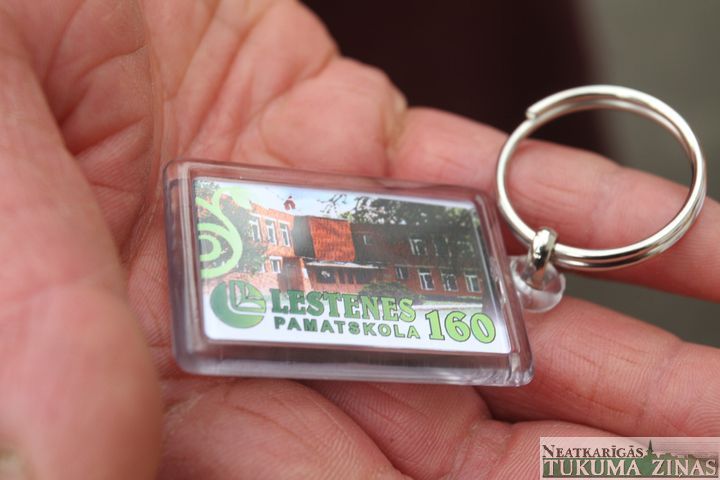 LESTENES
PAMATSKOLA 160
NEATKARĪGĀS
TUKUMA ZIŅAS